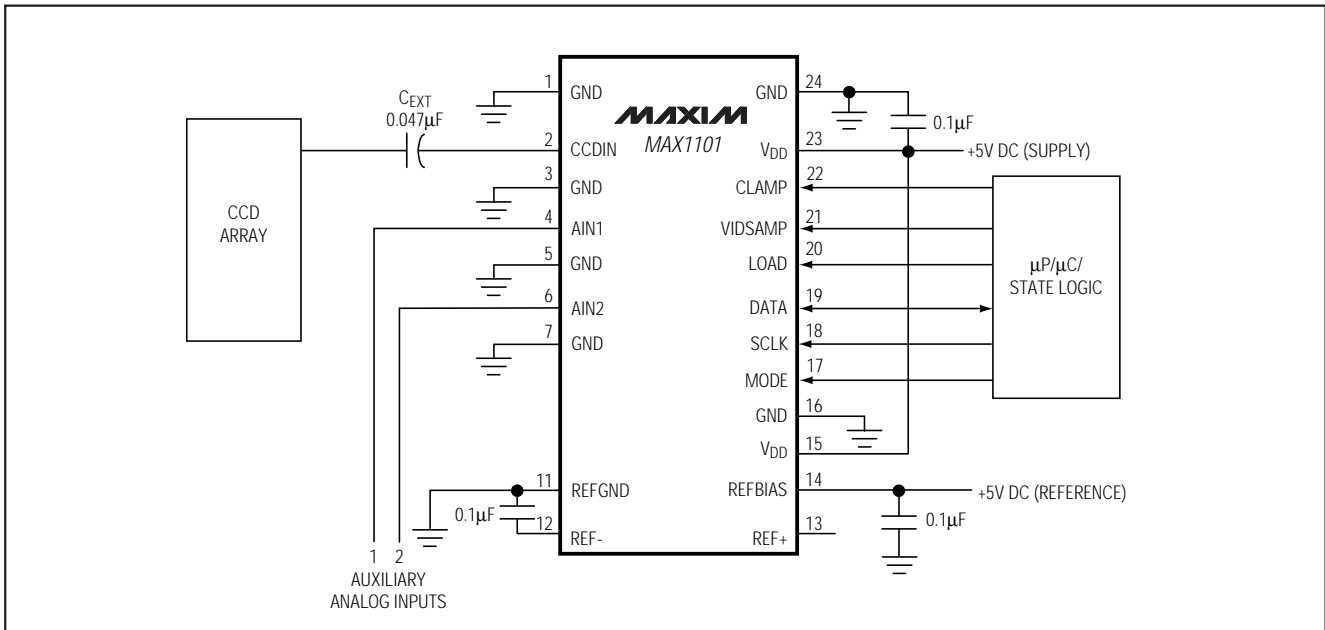 CCD
ARRAY
CEXT
0.047μF
1
GND
2
CCDIN
3
GND
4
AIN1
5
GND
6
AIN2
7
GND
11
REFGND
0.1μF
12
REF-
1 2
AUXILIARY
ANALOG INPUTS
MAXIM
MAX1101
24
GND
0.1μF
23
VDD
+5V DC (SUPPLY)
22
CLAMP
21
VIDSAMP
20
LOAD
19
DATA
18
SCLK
17
MODE
16
GND
15
VDD
14
REFBIAS
+5V DC (REFERENCE)
0.1μF
13
REF+
μP/μC/
STATE LOGIC